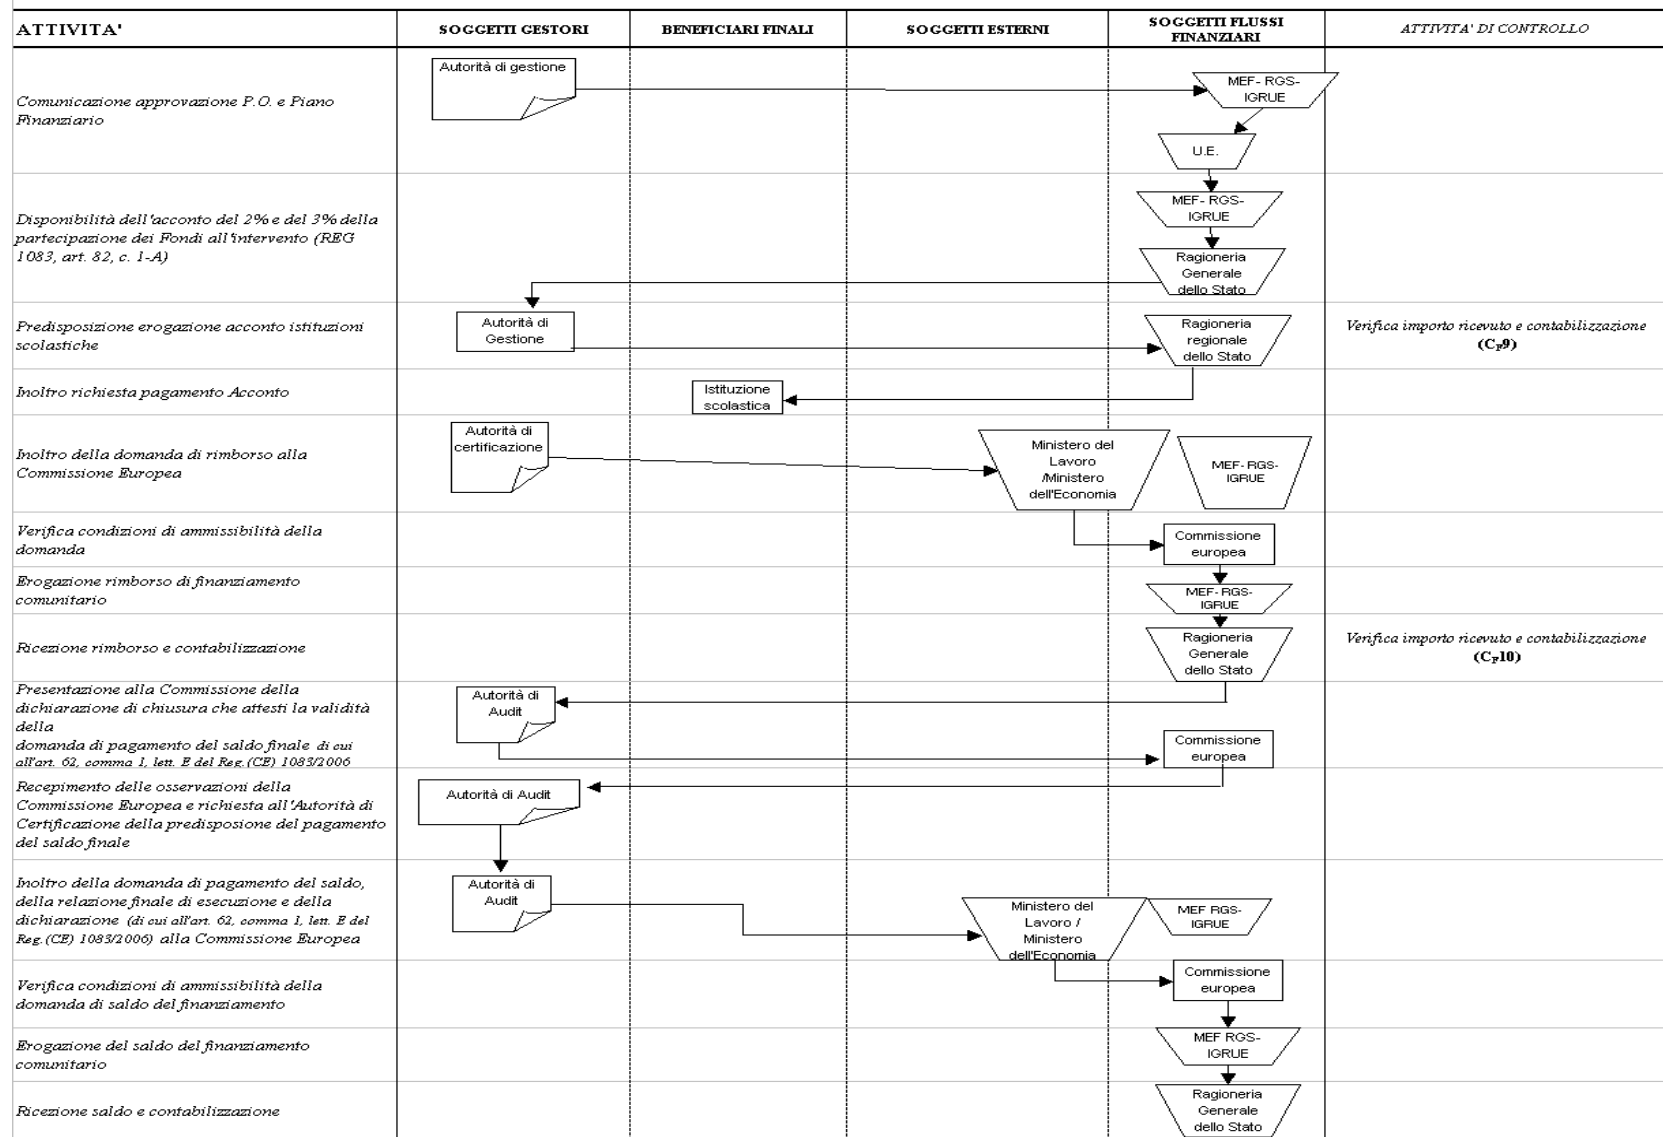 ATTIVITA'
SOGGETTI GESTORI
BENEFICIARI FINALI
SOGGETTI ESTERNI
SOGGETTI FLUSSI
FINANZIARI
ATTIVITA' DI CONTROLLO
Comunicazione approvazione P.O. e Piano
Finanziario
Autorità di gestione
MEF- RGS-
IGRUE
U.E.
Disponibilità dell'acconto del 2% e del 3% della
partecipazione dei Fondi all'intervento (REG
1083, art. 82, c. 1-A)
MEF- RGS-
IGRUE
Ragioneria
Generale
dello Stato
Predisposizione erogazione acconto istituzioni
scolastiche
Autorità di
Gestione
Ragioneria
regionale
dello Stato
Verifica importo ricevuto e contabilizzazione
(CF9)
Inoltro richiesta pagamento Acconto
Istituzione
scolastica
Inoltro della domanda di rimborso alla
Commissione Europea
Autorità di
certificazione
Ministero del
Lavoro
/Ministero
dell'Economia
MEF- RGS-
IGRUE
Verifica condizioni di ammissibilità della
domanda
Commissione
europea
Erogazione rimborso di finanziamento
comunitario
MEF- RGS-
IGRUE
Ricezione rimborso e contabilizzazione
Ragioneria
Generale
dello Stato
Verifica importo ricevuto e contabilizzazione
(CF10)
Presentazione alla Commissione della
dichiarazione di chiusura che attesti la validità
della
domanda di pagamento del saldo finale di cui
all'art. 62, comma 1, lett. E del Reg.(CE) 1083/2006
Autorità di
Audit
Commissione
europea
Recepimento delle osservazioni della
Commissione Europea e richiesta all'Autorità di
Certificazione della predisposione del pagamento
del saldo finale
Autorità di Audit
Inoltro della domanda di pagamento del saldo,
della relazione finale di esecuzione e della
dichiarazione (di cui all'art. 62, comma 1, lett. E del
Reg.(CE) 1083/2006) alla Commissione Europea
Autorità di
Audit
Ministero del
Lavoro /
Ministero
dell'Economia
MEF RGS-
IGRUE
Verifica condizioni di ammissibilità della
domanda di saldo del finanziamento
Commissione
europea
Erogazione del saldo del finanziamento
comunitario
MEF RGS-
IGRUE
Ricezione saldo e contabilizzazione
Ragioneria
Generale
dello Stato